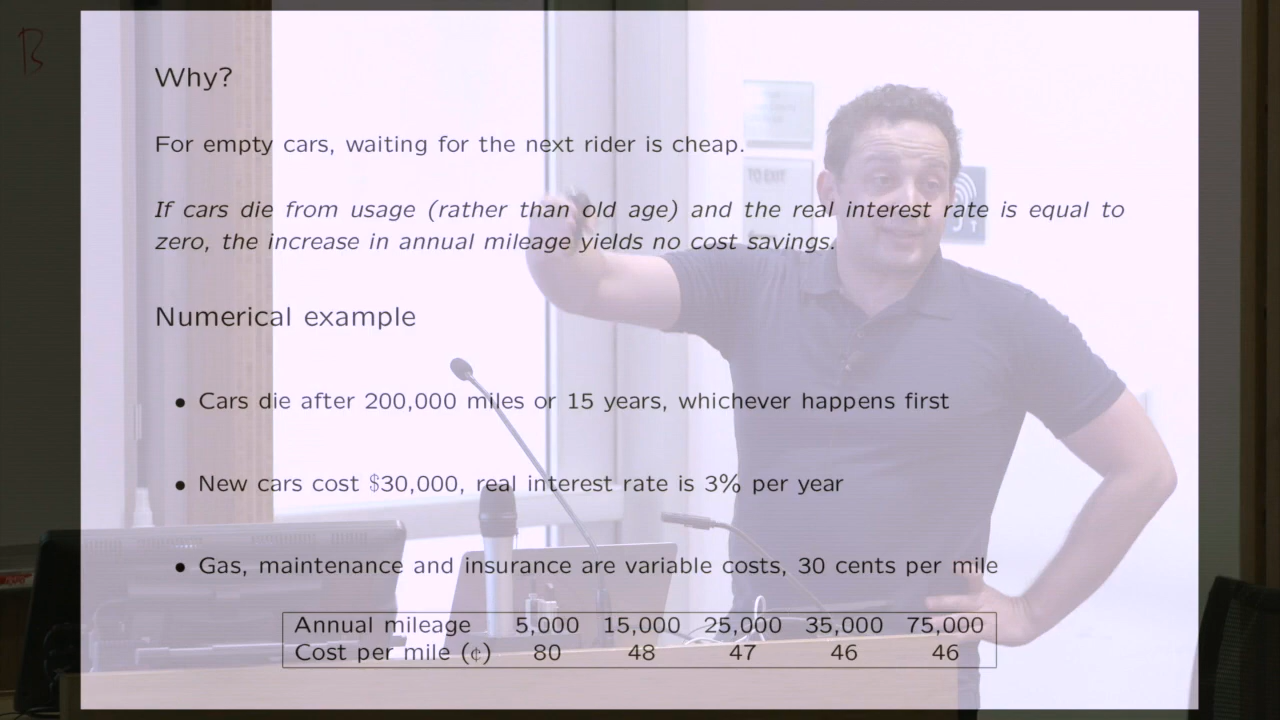 B
Why?
For empty cars, waiting for the next rider is cheap.
TO EXIT
If cars die from usage (rather than old age) and the real interest rate is equal to
zero, the increase in annual mileage yields no cost savings.
Numerical example
• Cars die after 200,000 miles or 15 years, whichever happens first
• New cars cost $30,000, real interest rate is 3% per year
• Gas, maintenance and insurance are variable costs, 30 cents per mile
Annual mileage 5,000 15,000 25,000 35,000 75,000
Cost per mile (¢) 80 48 47 46 46